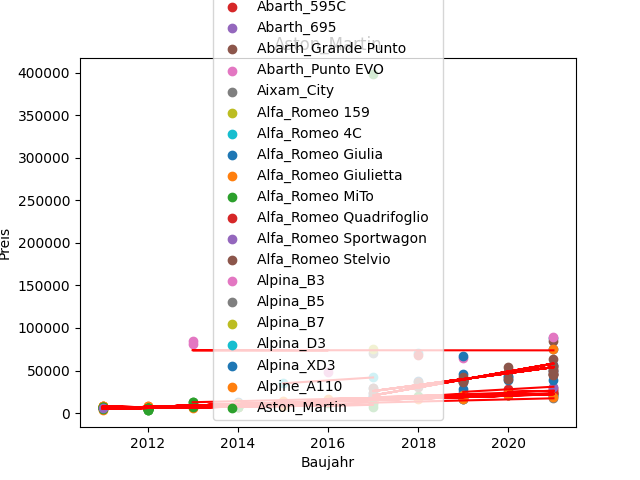 Abarth_595C
Abarth_695
Aston_Martin
Abarth_Grande Punto
Abarth_Punto EVO
Aixam_City
Alfa_Romeo 159
Alfa_Romeo 4C
Alfa_Romeo Giulia
Alfa_Romeo Giulietta
Alfa_Romeo MiTo
Alfa_Romeo Quadrifoglio
Alfa_Romeo Sportwagon
Alfa_Romeo Stelvio
Alpina_B3
Alpina_B5
Alpina_B7
Alpina_D3
Alpina_XD3
Alpine_A110
Aston_Martin
400000
350000
300000
250000
200000
150000
100000
50000
0
Preis
2012 2014 2016 2018 2020
Baujahr